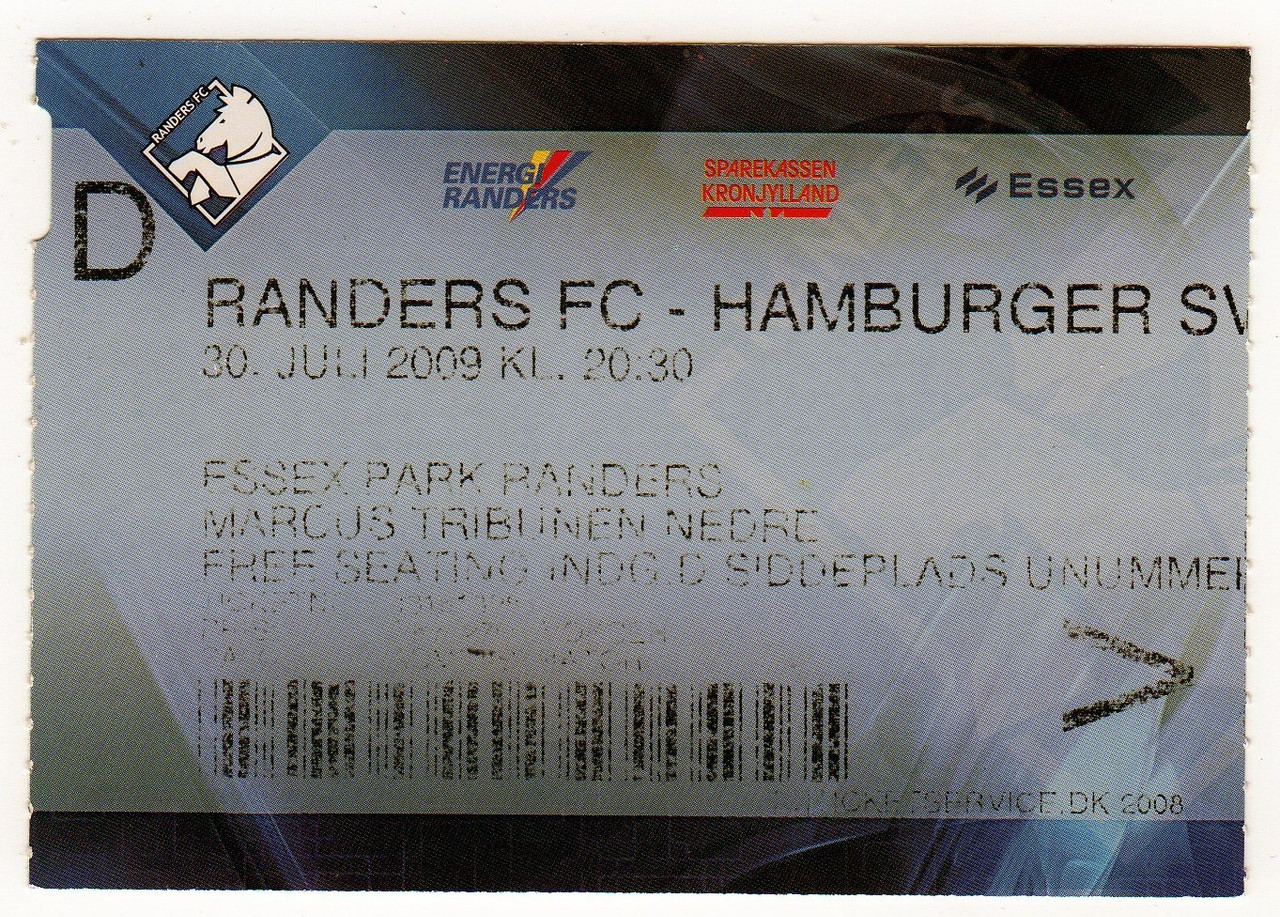 RANDERS FC
ENERGI
RANDERS
SPAREKASSEN
KRONJYLLAND
Essex
D
RANDERS FC - HAMBURGER SV
30. JULI 2009 KL. 20:30
ESSEX PARK RANDERS
MARCUS TRIBUNEN NEDRE
FREE SEATING INDG.D SIDDEPLADS UNUMMER
TICKETSERVICE.DK 2008